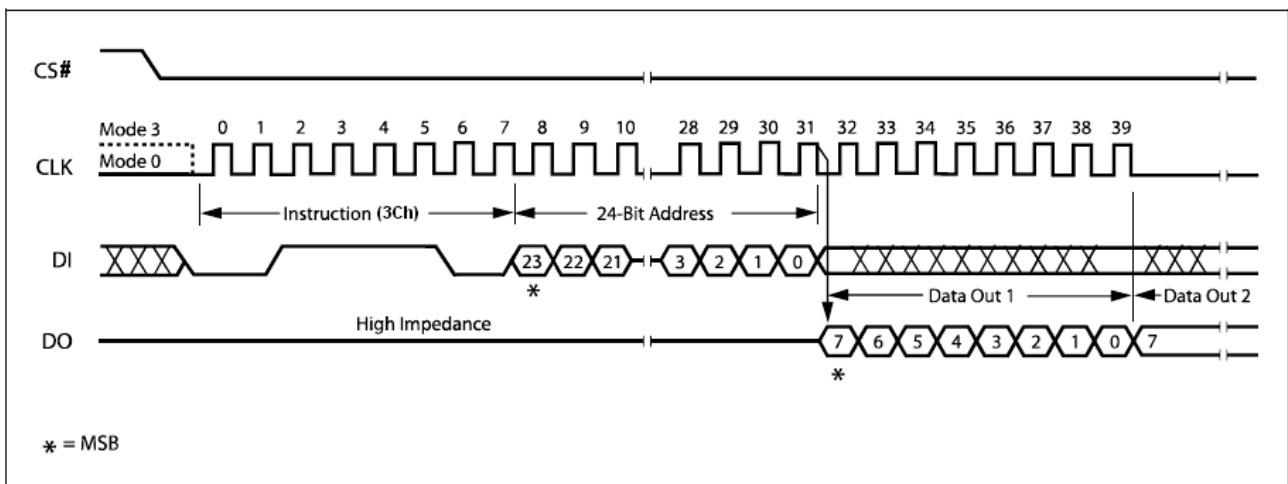 CS#
Mode 3
0 1 2 3 4 5 6 7 8 9 10 28 29 30 31 32 33 34 35 36 37 38 39
Mode 0
CLK
Instruction (3Ch) 24-Bit Address
DI 23 22 21 3 2 1 0
*
Data Out 1 Data Out 2
High Impedance
DO 7 6 5 4 3 2 1 0 7
*
* = MSB